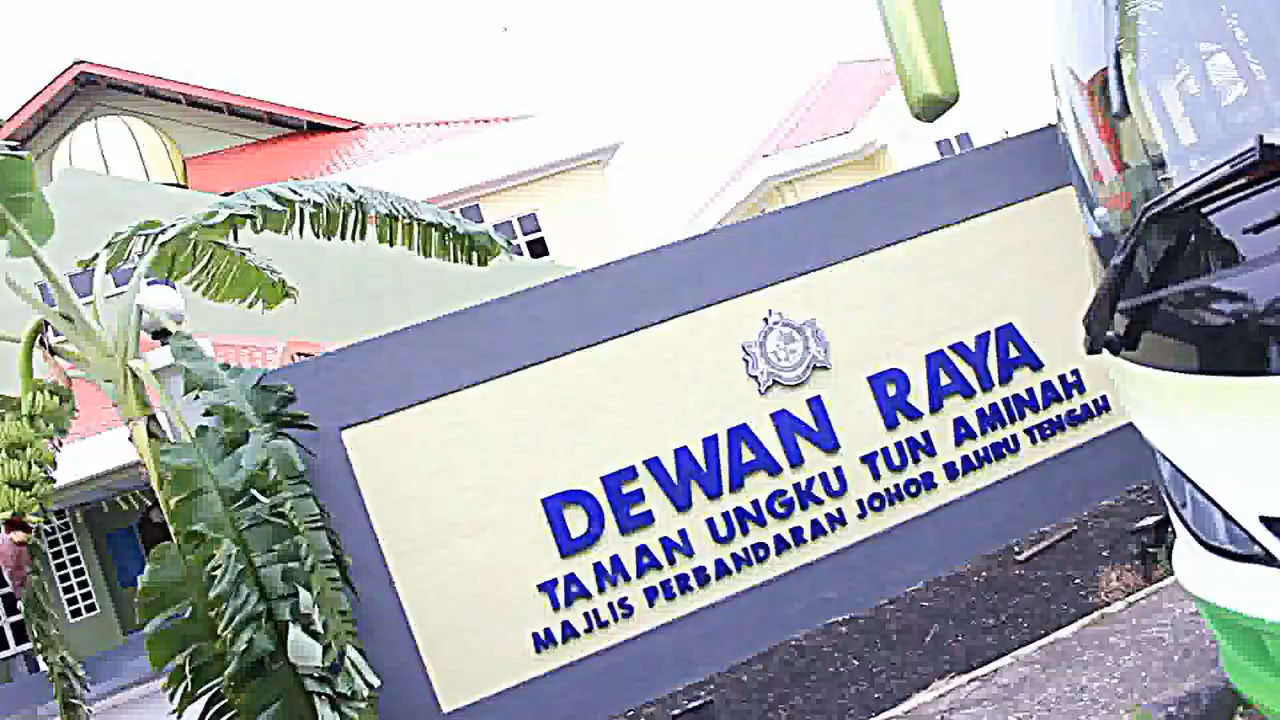 DEWAN RAYA
TAMAN UNGKU TUN AMINAH
MAJLIS PERBANDARAN JOHOR BAHRU TENGAH